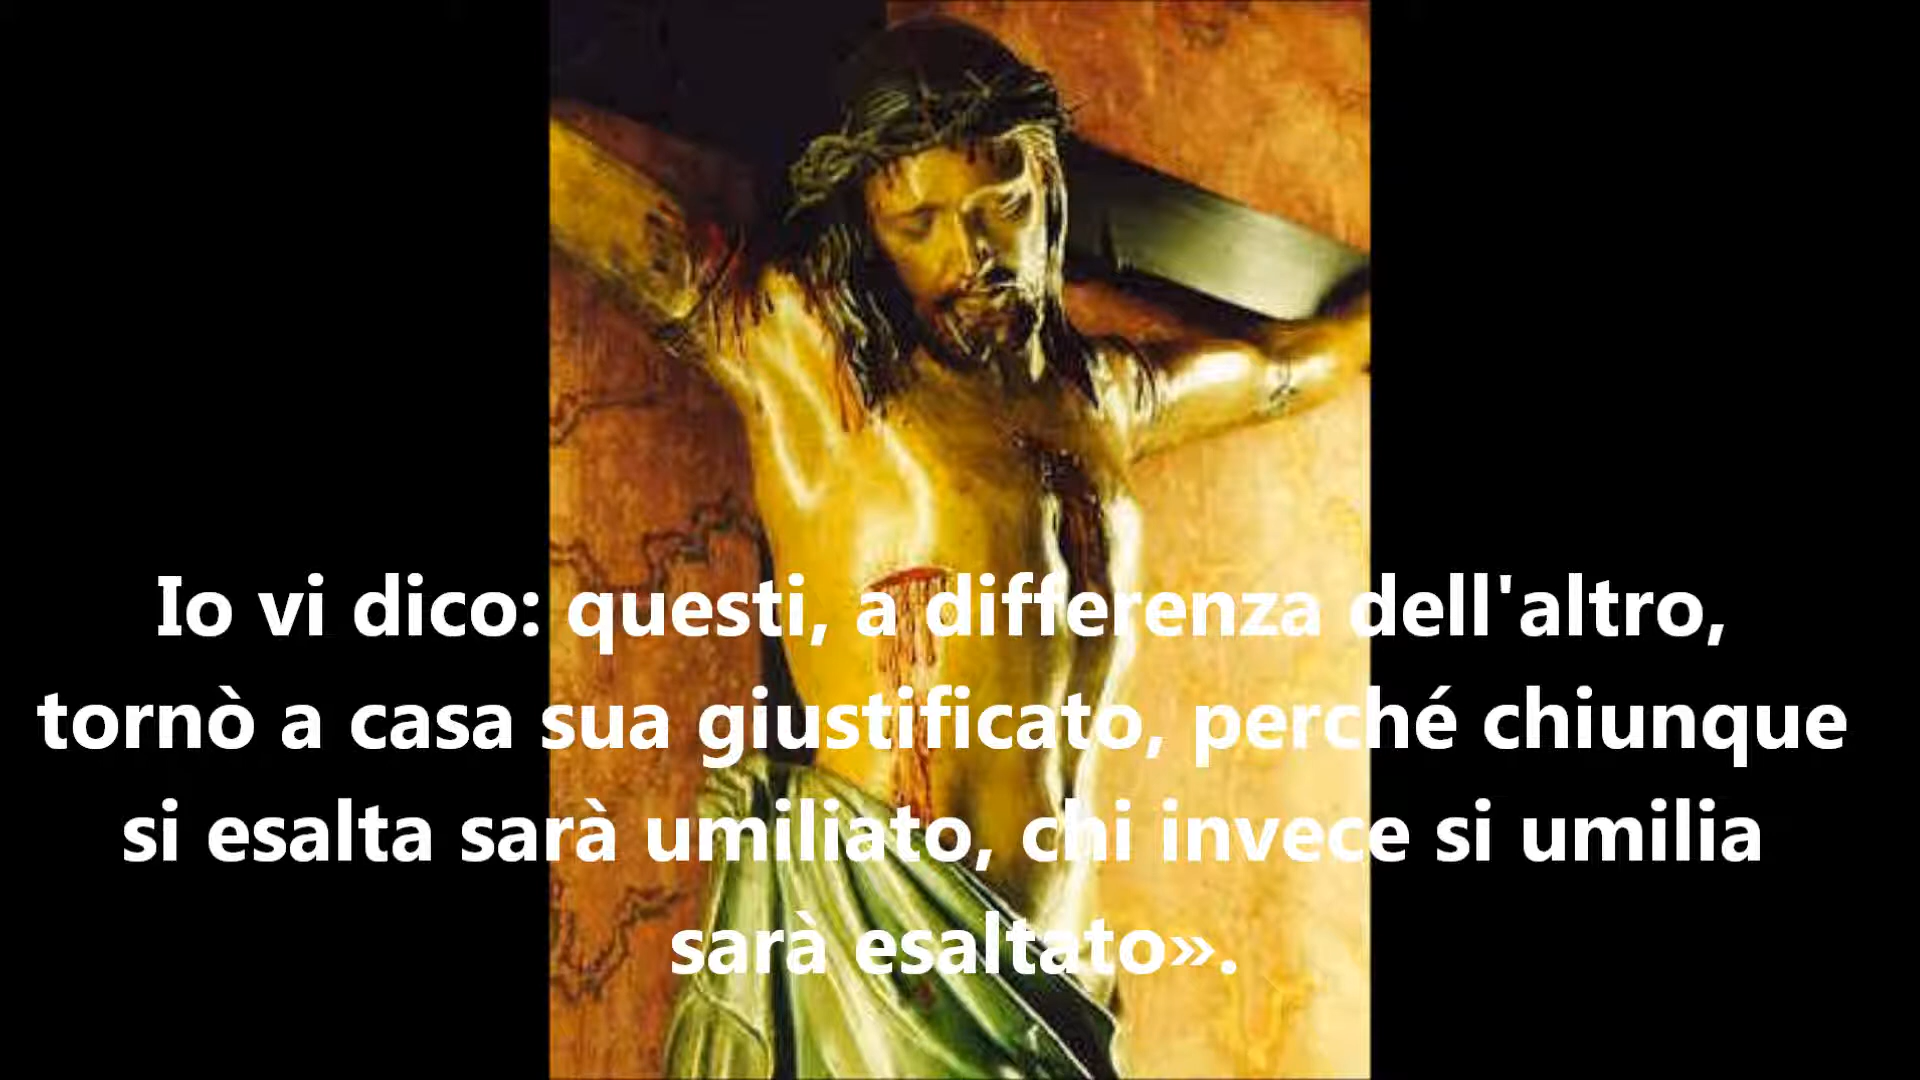 Io vi dico: questi, a differenza dell'altro,
tornò a casa sua giustificato, perché chiunque
si esalta sarà umiliato, chi invece si umilia
sarà esaltato».